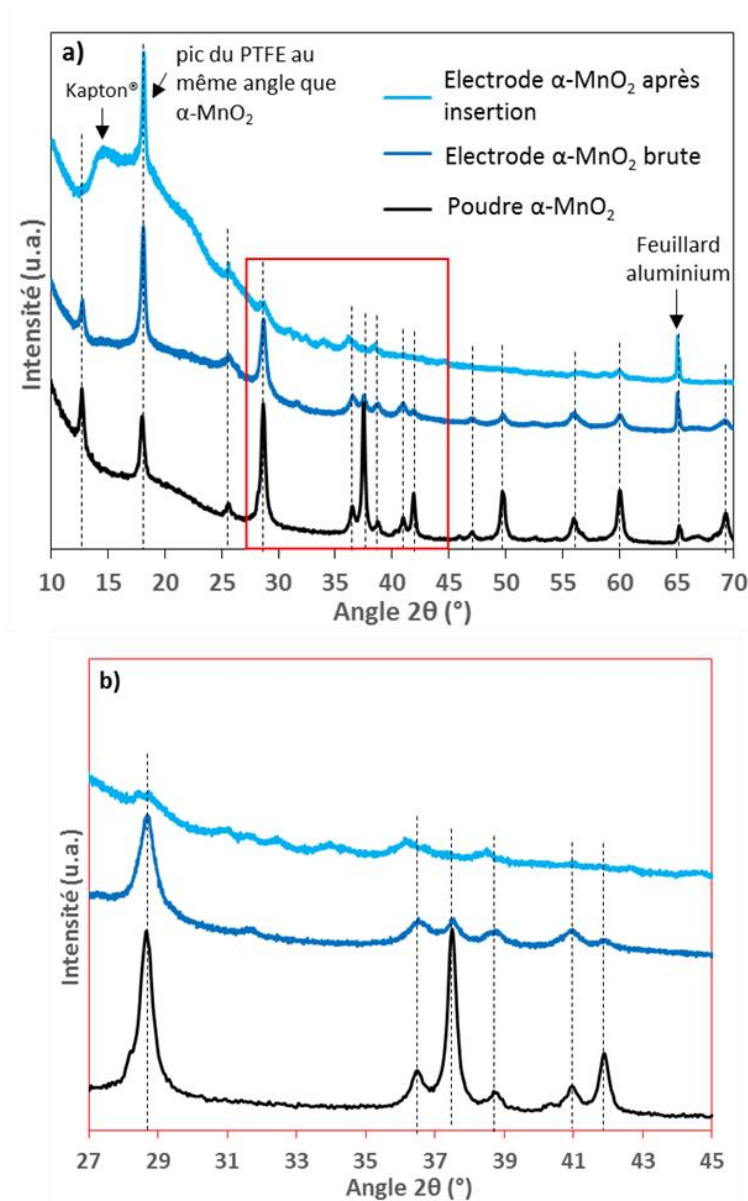 a)
pic du PTFE au
même angle que
α-MnO₂
Kapton®
Electrode α-MnO₂ après
insertion
Electrode α-MnO₂ brute
Poudre α-MnO₂
Feuillard
aluminium
Intensité (u.a.)
10 15 20 25 30 35 40 45 50 55 60 65 70
Angle 2θ (°)
b)
Intensité (u.a.)
27 29 31 33 35 37 39 41 43 45
Angle 2θ (°)